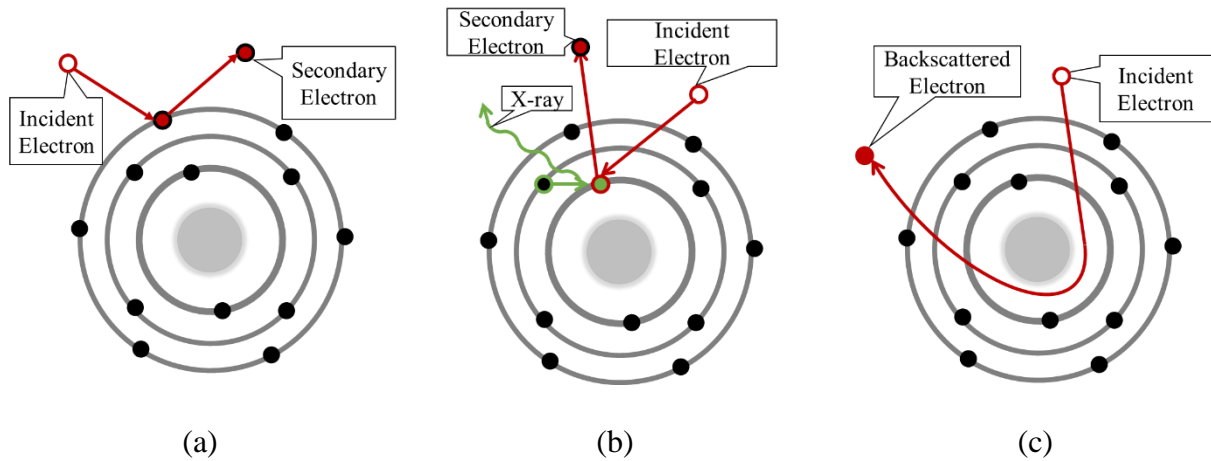 Incident
Electron
Secondary
Electron
(a)
Secondary
Electron
Incident
Electron
X-ray
(b)
Backscattered
Electron
Incident
Electron
(c)